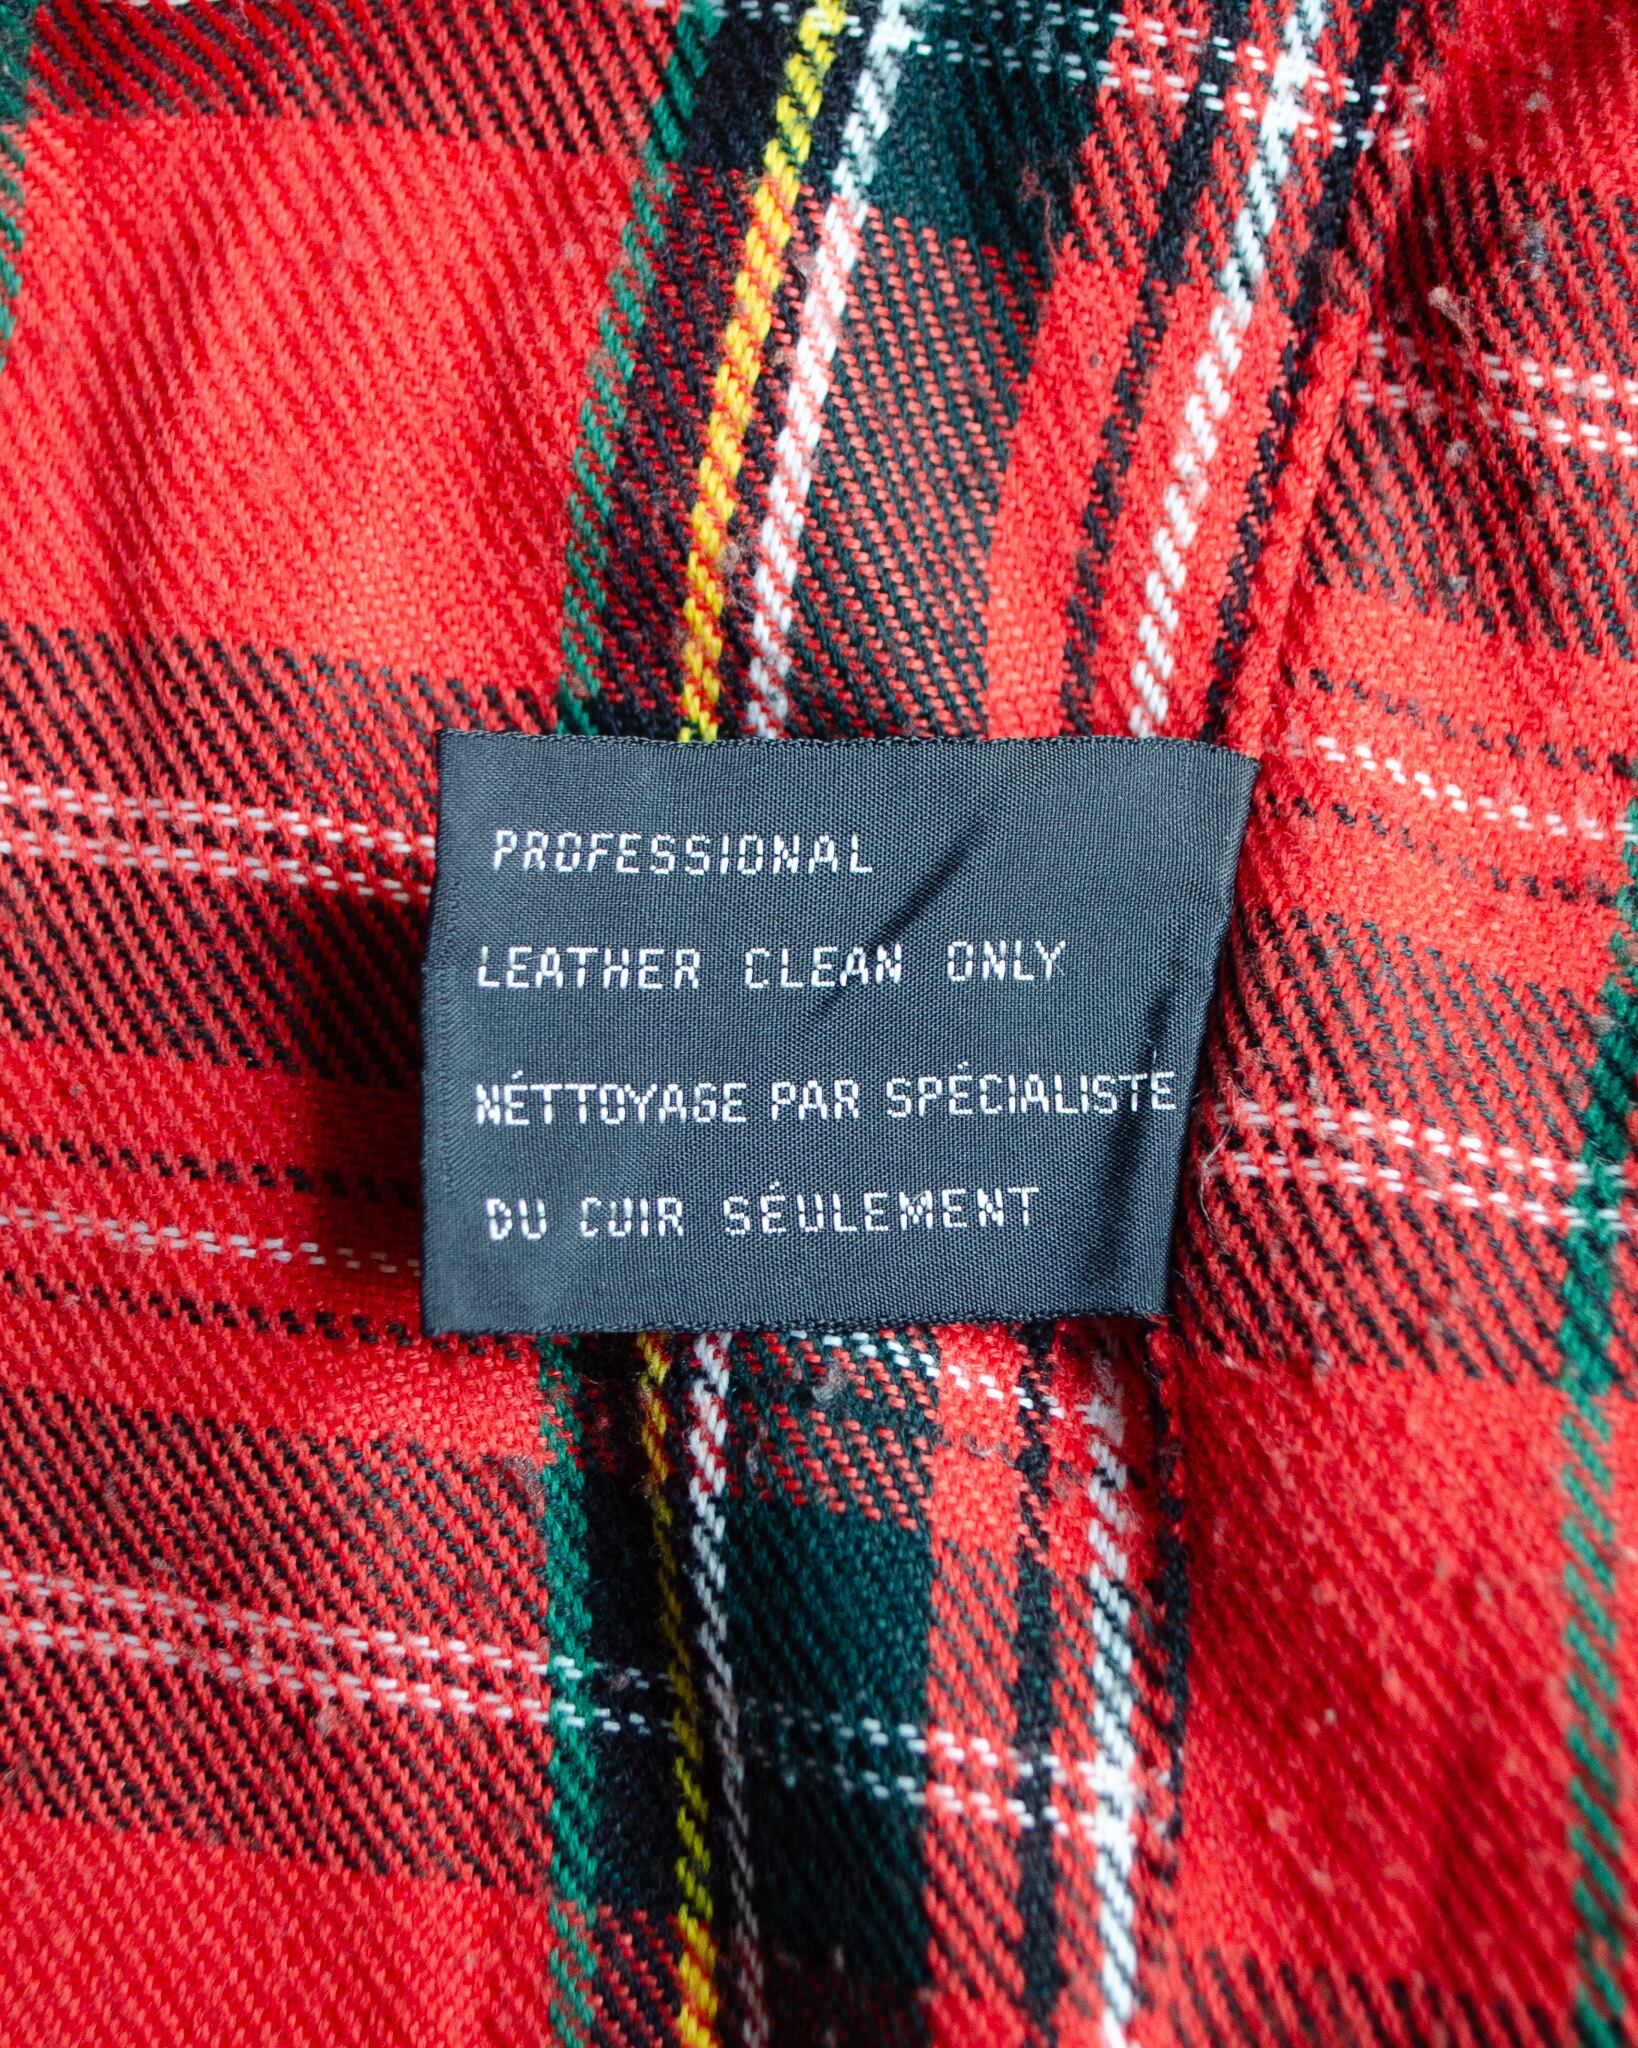 PROFESSIONAL
LEATHER CLEAN ONLY
NÉTTOYAGE PAR SPÉCIALISTE
DU CUIR SÉULEMENT